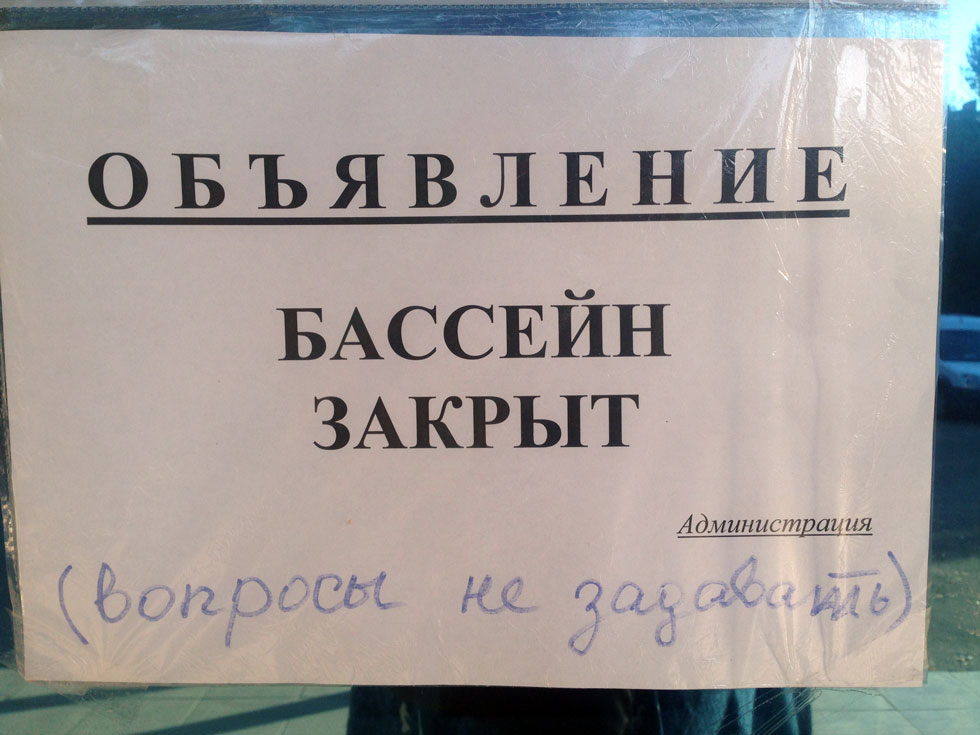 ОБЪЯВЛЕНИЕ
БАССЕЙН
ЗАКРЫТ
Администрация
(вопросы не задавать)